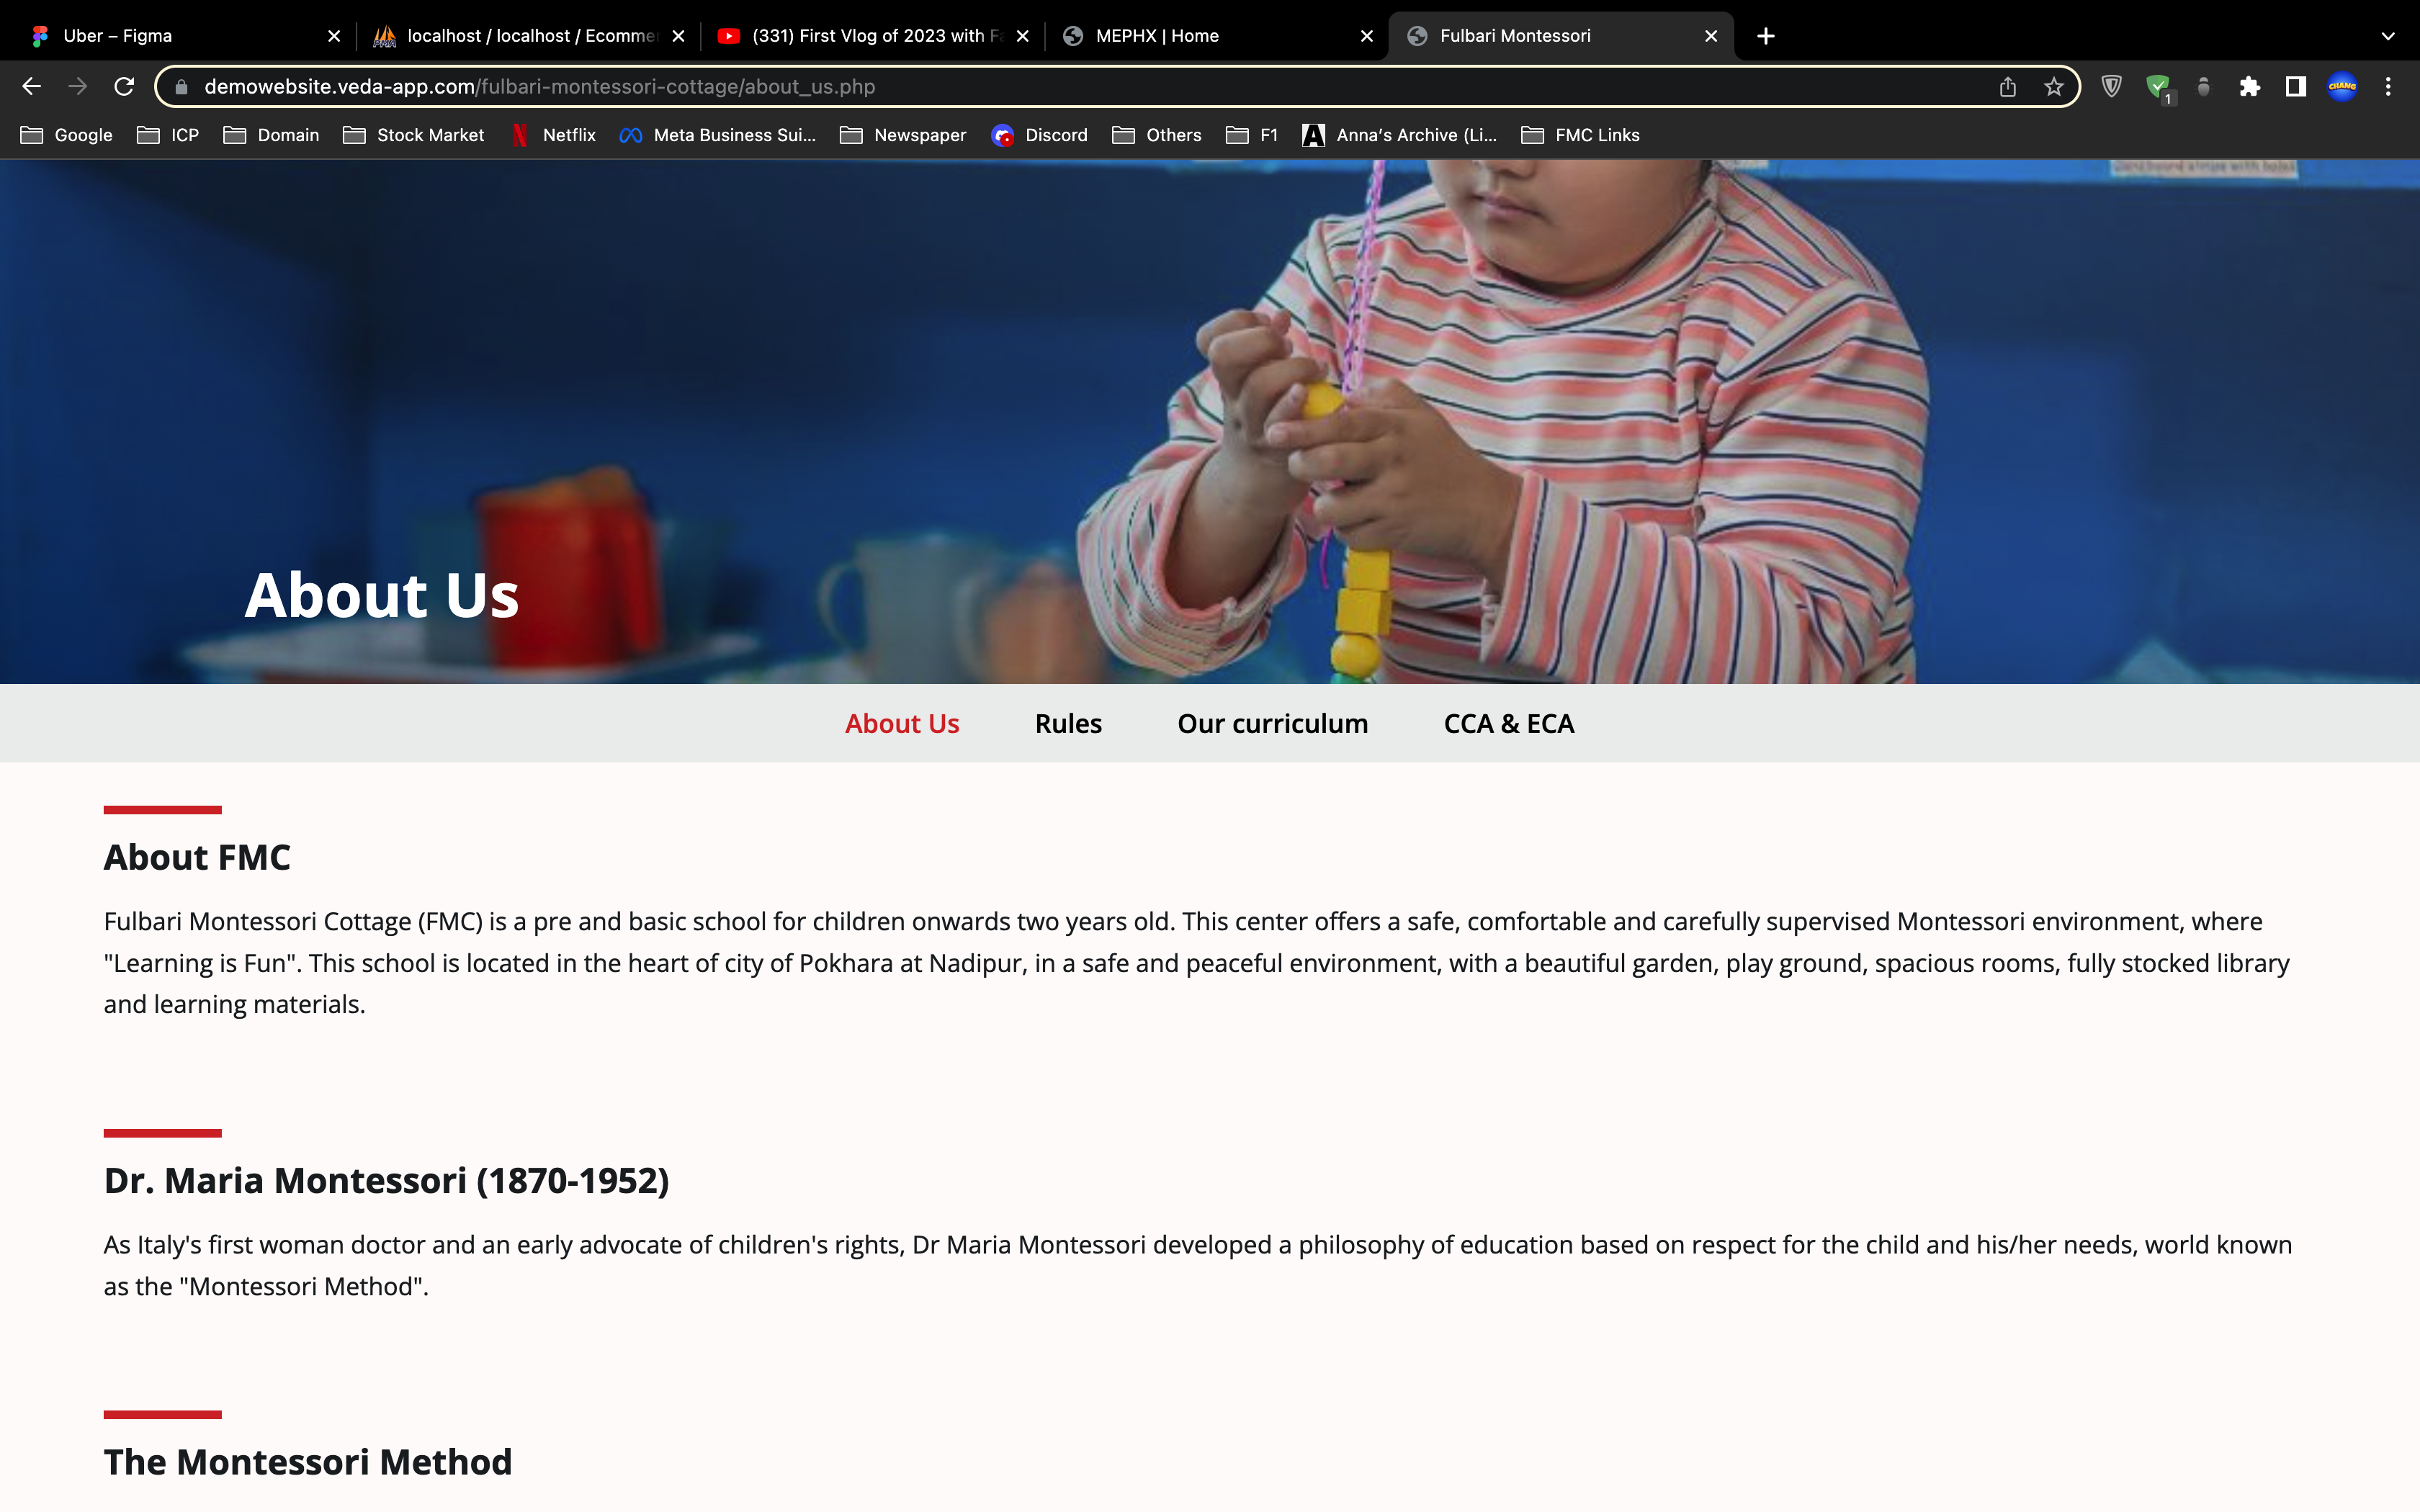 Uber – Figma
localhost / localhost / Ecomme
(331) First Vlog of 2023 with
MEPHX | Home
Fulbari Montessori
demowebsite.veda-app.com/fulbari-montessori-cottage/about_us.php
1
CHANG
Google
ICP
Domain
Stock Market
Netflix
Meta Business Sui...
Newspaper
Discord
Others
F1
Anna's Archive (Li...
FMC Links
About Us
About Us
Rules
Our curriculum
CCA & ECA
About FMC
Fulbari Montessori Cottage (FMC) is a pre and basic school for children onwards two years old. This center offers a safe, comfortable and carefully supervised Montessori environment, where
"Learning is Fun". This school is located in the heart of city of Pokhara at Nadipur, in a safe and peaceful environment, with a beautiful garden, play ground, spacious rooms, fully stocked library
and learning materials.
Dr. Maria Montessori (1870-1952)
As Italy's first woman doctor and an early advocate of children's rights, Dr Maria Montessori developed a philosophy of education based on respect for the child and his/her needs, world known
as the "Montessori Method".
The Montessori Method